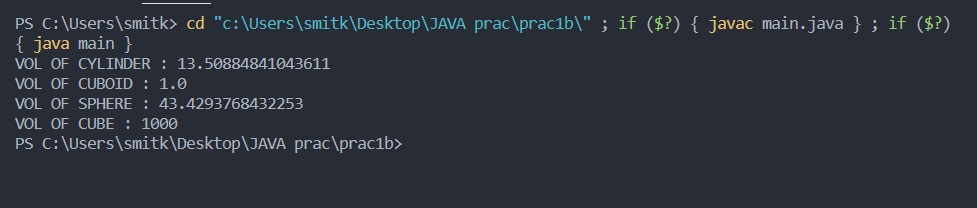 PS C:\Users\smitk> cd "c:\Users\smitk\Desktop\JAVA prac\prac1b\" ; if ($?) { javac main.java } ; if ($?)
{ java main }
VOL OF CYLINDER : 13.50884841043611
VOL OF CUBOID : 1.0
VOL OF SPHERE : 43.4293768432253
VOL OF CUBE : 1000
PS C:\Users\smitk\Desktop\JAVA prac\prac1b>